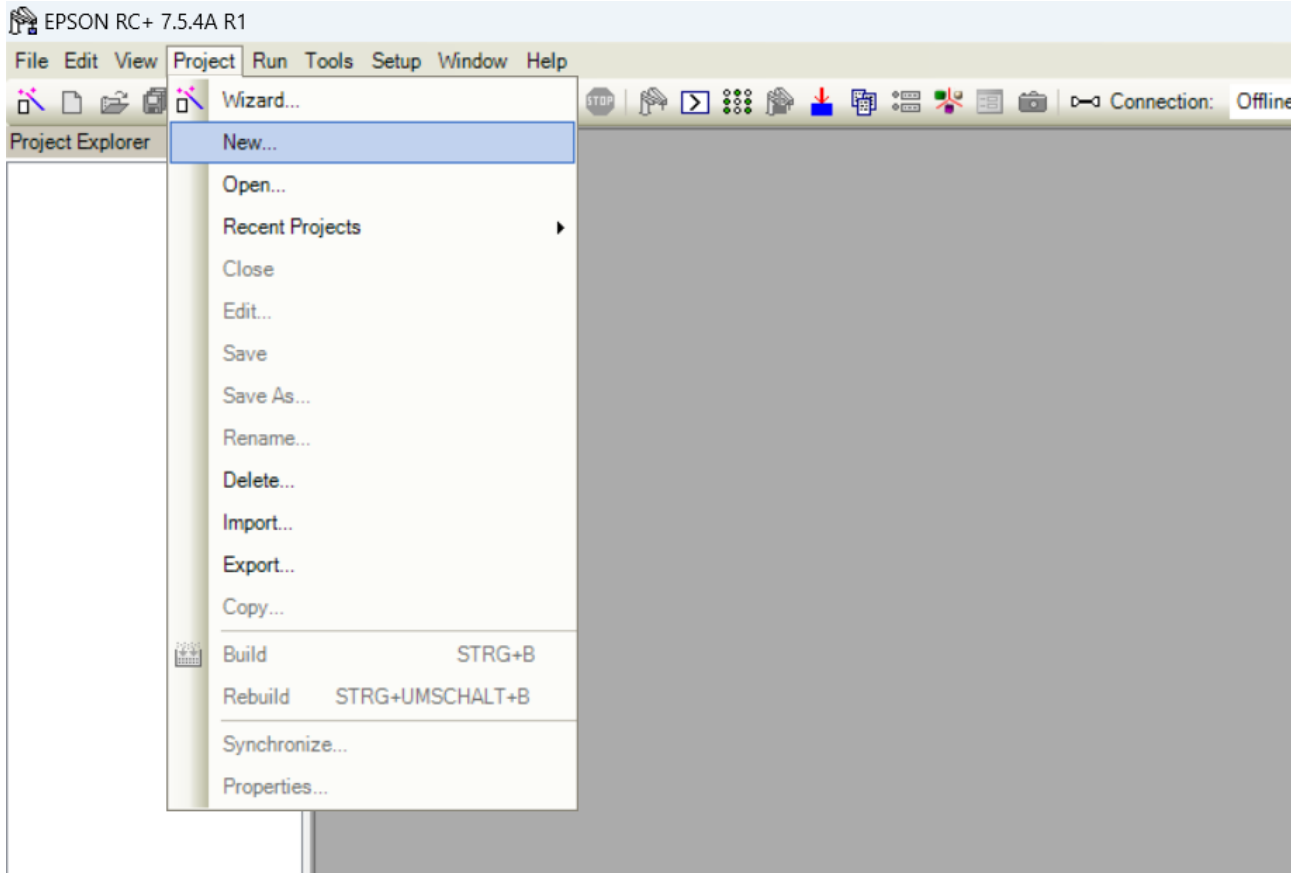 EPSON RC+ 7.5.4A R1
File Edit View Project Run Tools Setup Window Help
Wizard...
STOP
Connection: Offline
Project Explorer
New...
Open...
Recent Projects
Close
Edit...
Save
Save As...
Rename...
Delete...
Import...
Export...
Copy...
Build STRG+B
Rebuild STRG+UMSCHALT+B
Synchronize...
Properties...